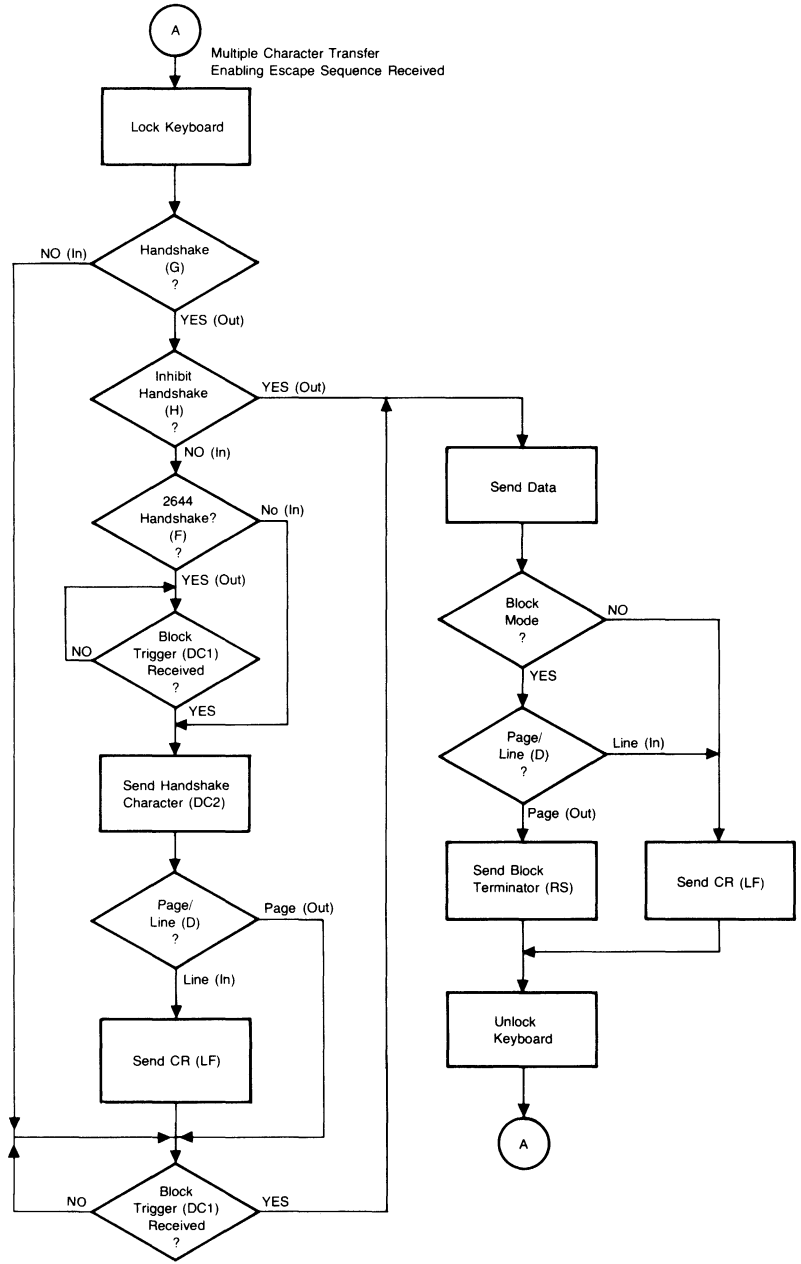 A
Multiple Character Transfer
Enabling Escape Sequence Received
Lock Keyboard
NO (In)
Handshake
(G)
?
YES (Out)
Inhibit
Handshake
(H)
?
YES (Out)
NO (In)
2644
Handshake?
(F)
?
No (In)
YES (Out)
Block
Trigger (DC1)
Received
?
NO
YES
Send Handshake
Character (DC2)
Page/
Line (D)
?
Page (Out)
Line (In)
Send CR (LF)
Block
Trigger (DC1)
Received
?
NO
YES
Send Data
Block
Mode
?
NO
YES
Page/
Line (D)
?
Line (In)
Page (Out)
Send Block
Terminator (RS)
Send CR (LF)
Unlock
Keyboard
A